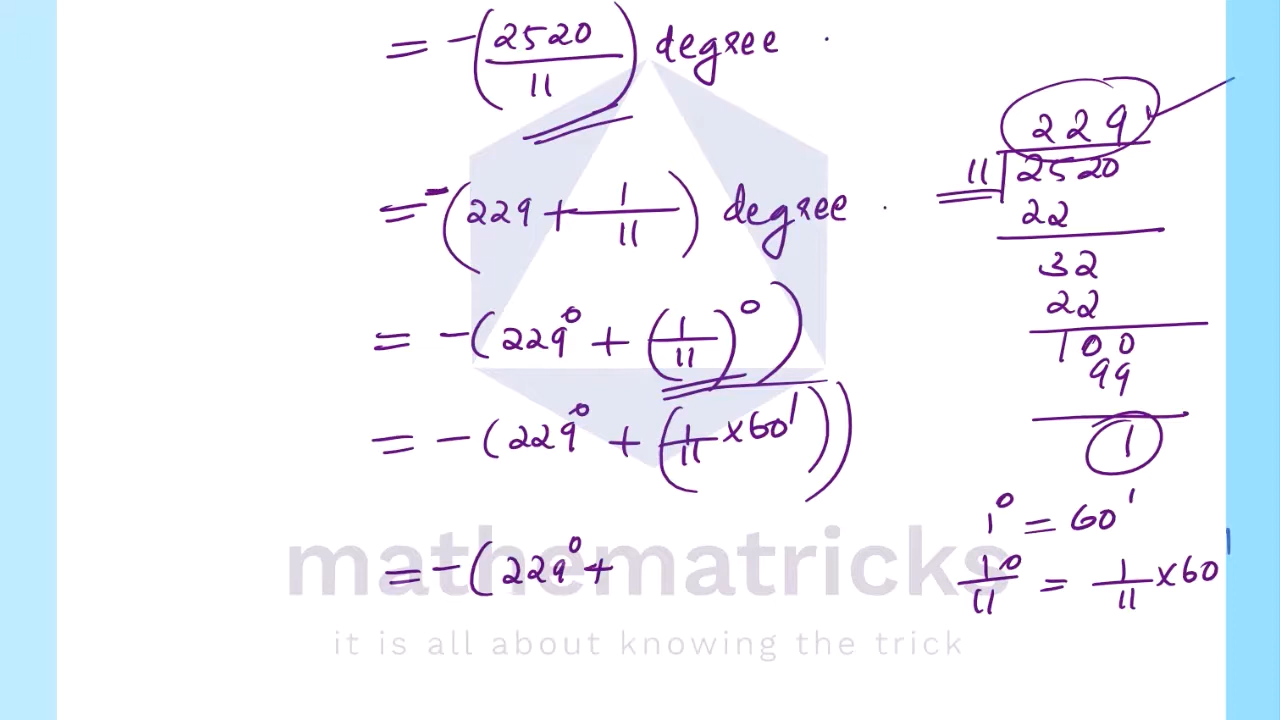 = -(2520/11) degree
= -(229 + 1/11) degree
= -(229° + (1/11)°)
= -(229° + (1/11 × 60'))
= -(229° +
229
11 2520
22
32
22
100
99
1
1° = 60'
1°/11 = 1/11 × 60
mathematricks
it is all about knowing the trick